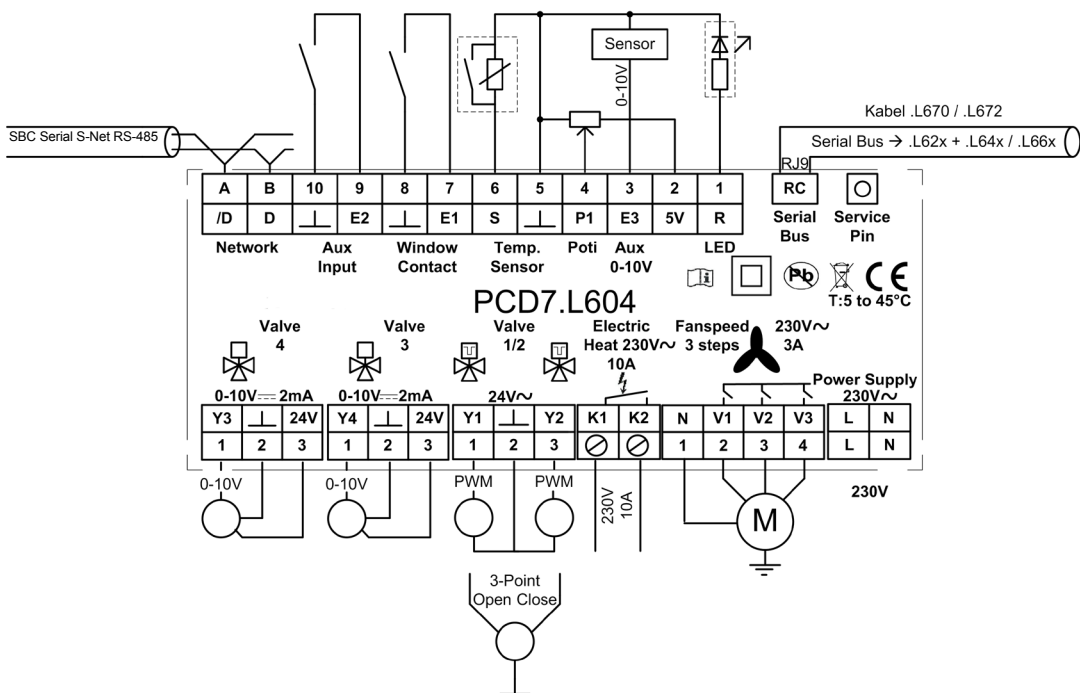 Sensor
0-10V
SBC Serial S-Net RS-485
Kabel .L670 / .L672
Serial Bus → .L62x + .L64x / .L66x
RJ9
A B 10 9 8 7 6 5 4 3 2 1
/D D ⊥ E2 ⊥ E1 S ⊥ P1 E3 5V R
RC
Network
Aux
Input
Window
Contact
Temp.
Sensor
Poti
Aux
0-10V
LED
Serial
Bus
Service
Pin
i
Pb
CE
T:5 to 45°C
PCD7.L604
Valve
4
Valve
3
Valve
1/2
Electric
Heat 230V~
10A
Fanspeed
3 steps
230V~
3A
0-10V⎓2mA
0-10V⎓2mA
24V~
Power Supply
230V~
Y3 ⊥ 24V
1 2 3
Y4 ⊥ 24V
1 2 3
Y1 ⊥ Y2
1 2 3
K1 K2
N V1 V2 V3
1 2 3 4
L N
L N
0-10V
0-10V
PWM
PWM
230V
10A
M
230V
3-Point
Open Close